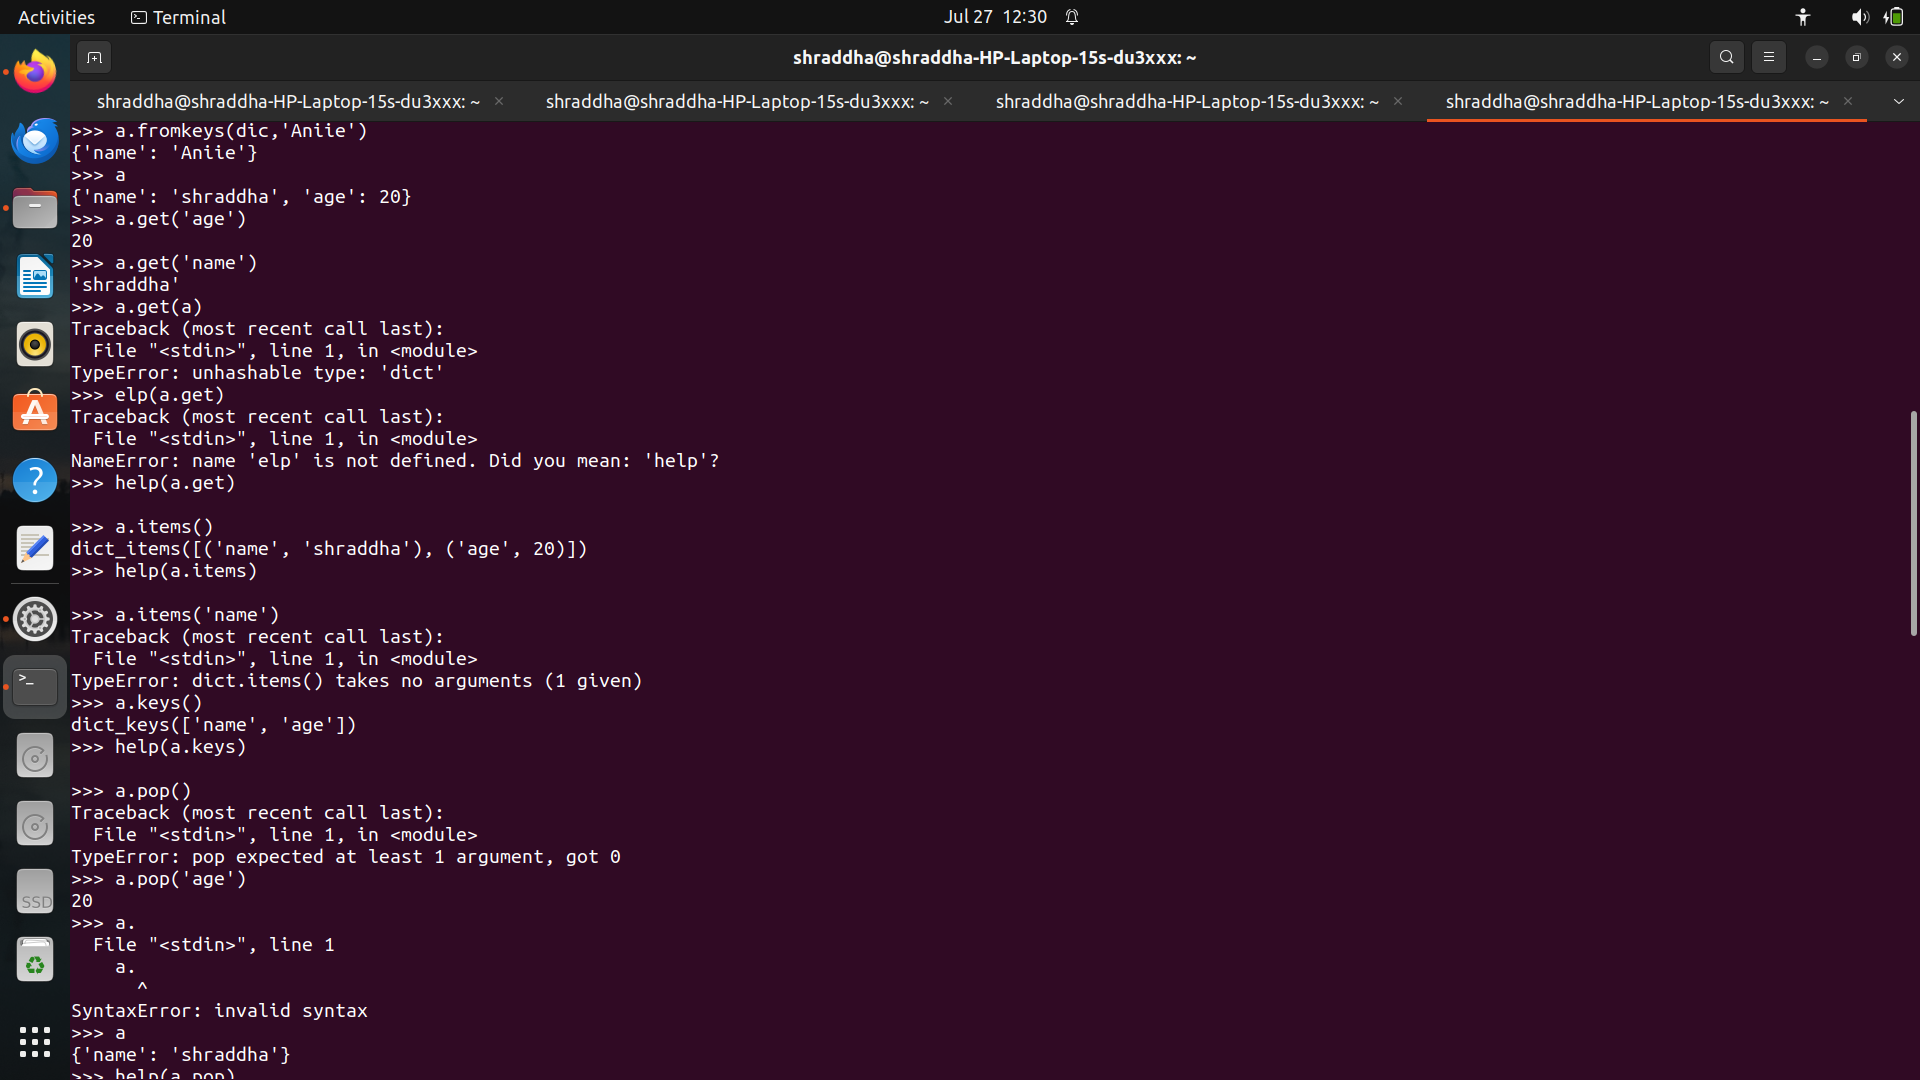 Activities
Terminal
Jul 27 12:30
shraddha@shraddha-HP-Laptop-15s-du3xxx: ~
shraddha@shraddha-HP-Laptop-15s-du3xxx: ~
shraddha@shraddha-HP-Laptop-15s-du3xxx: ~
shraddha@shraddha-HP-Laptop-15s-du3xxx: ~
shraddha@shraddha-HP-Laptop-15s-du3xxx: ~
>>> a.fromkeys(dic,'Aniie')
{'name': 'Aniie'}
>>> a
{'name': 'shraddha', 'age': 20}
>>> a.get('age')
20
>>> a.get('name')
'shraddha'
>>> a.get(a)
Traceback (most recent call last):
  File "<stdin>", line 1, in <module>
TypeError: unhashable type: 'dict'
>>> elp(a.get)
Traceback (most recent call last):
  File "<stdin>", line 1, in <module>
NameError: name 'elp' is not defined. Did you mean: 'help'?
>>> help(a.get)
>>> a.items()
dict_items([('name', 'shraddha'), ('age', 20)])
>>> help(a.items)
>>> a.items('name')
Traceback (most recent call last):
  File "<stdin>", line 1, in <module>
TypeError: dict.items() takes no arguments (1 given)
>>> a.keys()
dict_keys(['name', 'age'])
>>> help(a.keys)
>>> a.pop()
Traceback (most recent call last):
  File "<stdin>", line 1, in <module>
TypeError: pop expected at least 1 argument, got 0
>>> a.pop('age')
20
>>> a.
  File "<stdin>", line 1
    a.
      ^
SyntaxError: invalid syntax
>>> a
{'name': 'shraddha'}
>>> help(a.pop)
SSD